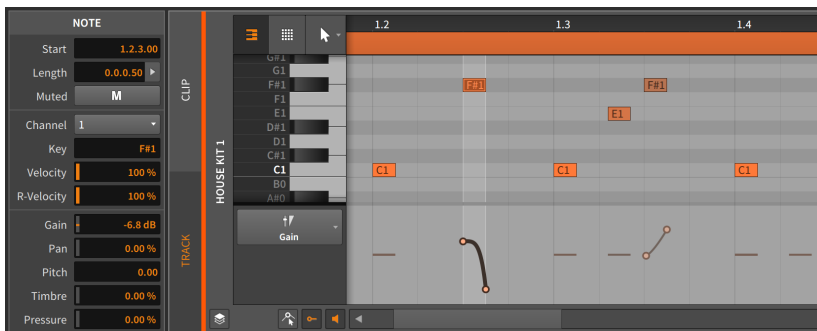 NOTE
Start 1.2.3.00
Length 0.0.0.50
Muted M
Channel 1
Key F#1
Velocity 100 %
R-Velocity 100 %
Gain -6.8 dB
Pan 0.00 %
Pitch 0.00
Timbre 0.00 %
Pressure 0.00 %
CLIP
TRACK
HOUSE KIT 1
1.2 1.3 1.4
G#1
G1
F#1 F#1 F#1
F1
E1 E1
D#1
D1
C#1
C1 C1 C1 C1
B0
A#0
Gain